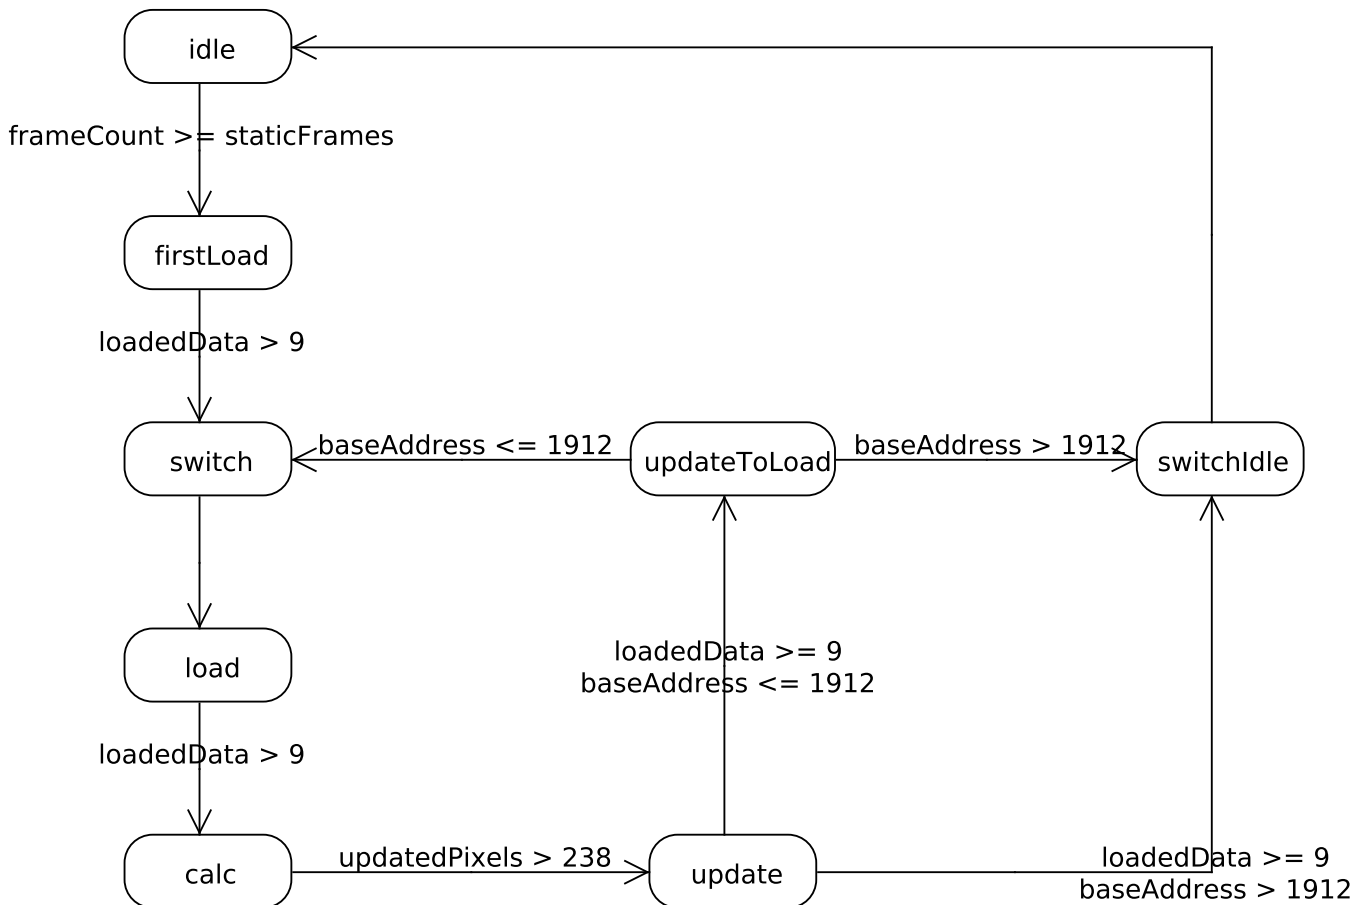 idle
frameCount >= staticFrames
firstLoad
loadedData > 9
switch
baseAddress <= 1912
updateToLoad
baseAddress > 1912
switchIdle
loadedData >= 9
baseAddress <= 1912
load
loadedData > 9
calc
updatedPixels > 238
update
loadedData >= 9
baseAddress > 1912